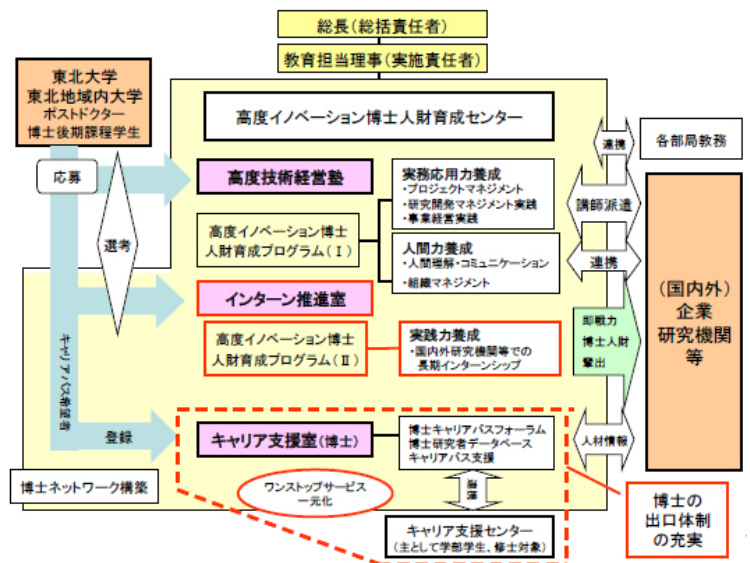 総長(総括責任者)
教育担当理事(実施責任者)
東北大学
東北地域内大学
ポストドクター
博士後期課程学生
高度イノベーション博士人財育成センター
連携
各部局教務
応募
選考
高度技術経営塾
実務応用力養成
・プロジェクトマネジメント
・研究開発マネジメント実践
・事業経営実践
講師派遣
高度イノベーション博士
人財育成プログラム(Ⅰ)
人間力養成
・人間理解・コミュニケーション
・組織マネジメント
連携
(国内外)
企業
研究機関
等
インターン推進室
即戦力
博士人財
輩出
高度イノベーション博士
人財育成プログラム(Ⅱ)
実践力養成
・国内外研究機関等での
長期インターンシップ
キャリアパス希望者
登録
キャリア支援室(博士)
博士キャリアパスフォーラム
博士研究者データベース
キャリアパス支援
人材情報
博士ネットワーク構築
ワンストップサービス
一元化
連携
キャリア支援センター
(主として学部学生、修士対象)
博士の
出口体制
の充実